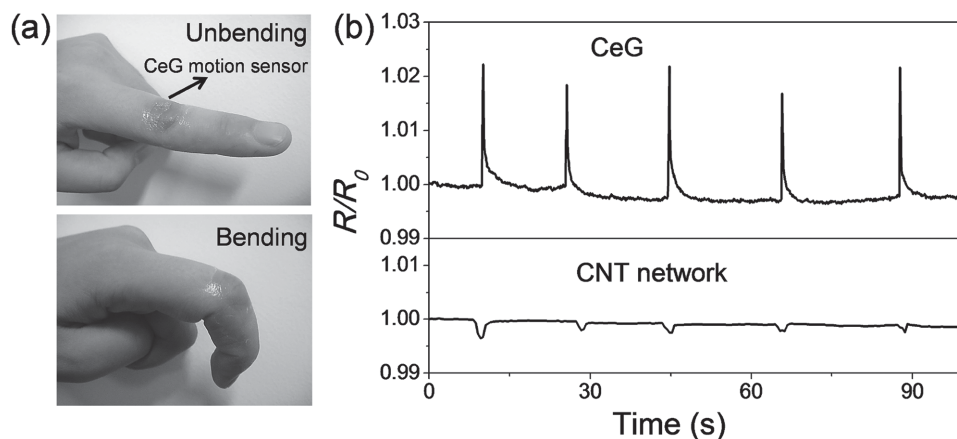 (a)
Unbending
CeG motion sensor
Bending
(b)
CeG
1.03
1.02
1.01
1.00
0.99
R/R0
CNT network
1.01
1.00
0.99
0
30
60
90
Time (s)